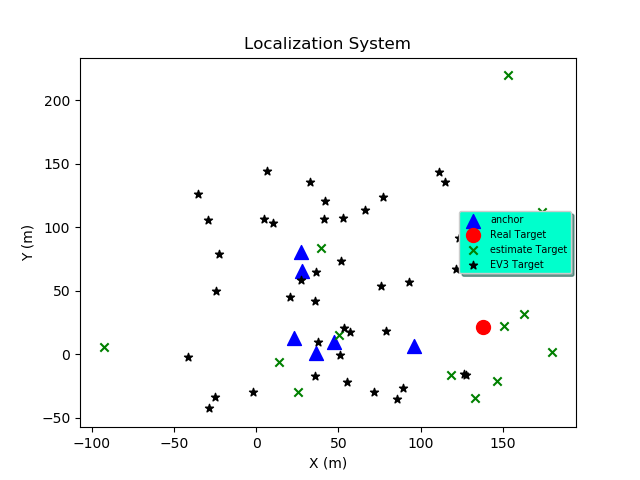 Localization System
200
150
100
50
0
−50
Y (m)
anchor
Real Target
estimate Target
EV3 Target
−100
−50
0
50
100
150
X (m)